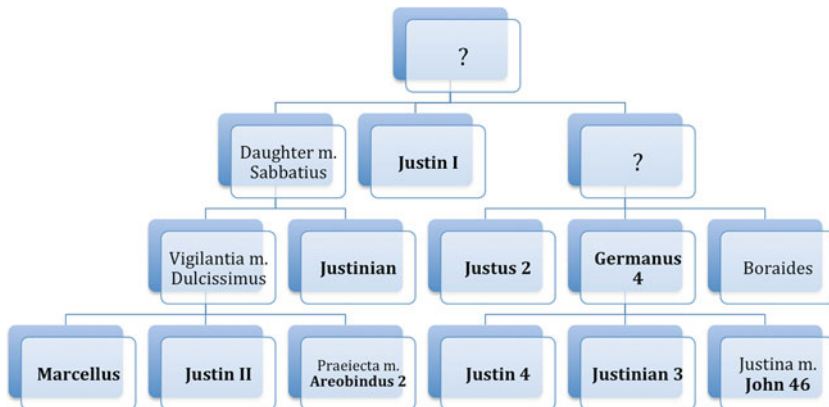 ?
Daughter m.
Sabbatius
Justin I
?
Vigilantia m.
Dulcissimus
Justinian
Justus 2
Germanus
4
Boraides
Marcellus
Justin II
Praeiecta m.
Areobindus 2
Justin 4
Justinian 3
Justina m.
John 46